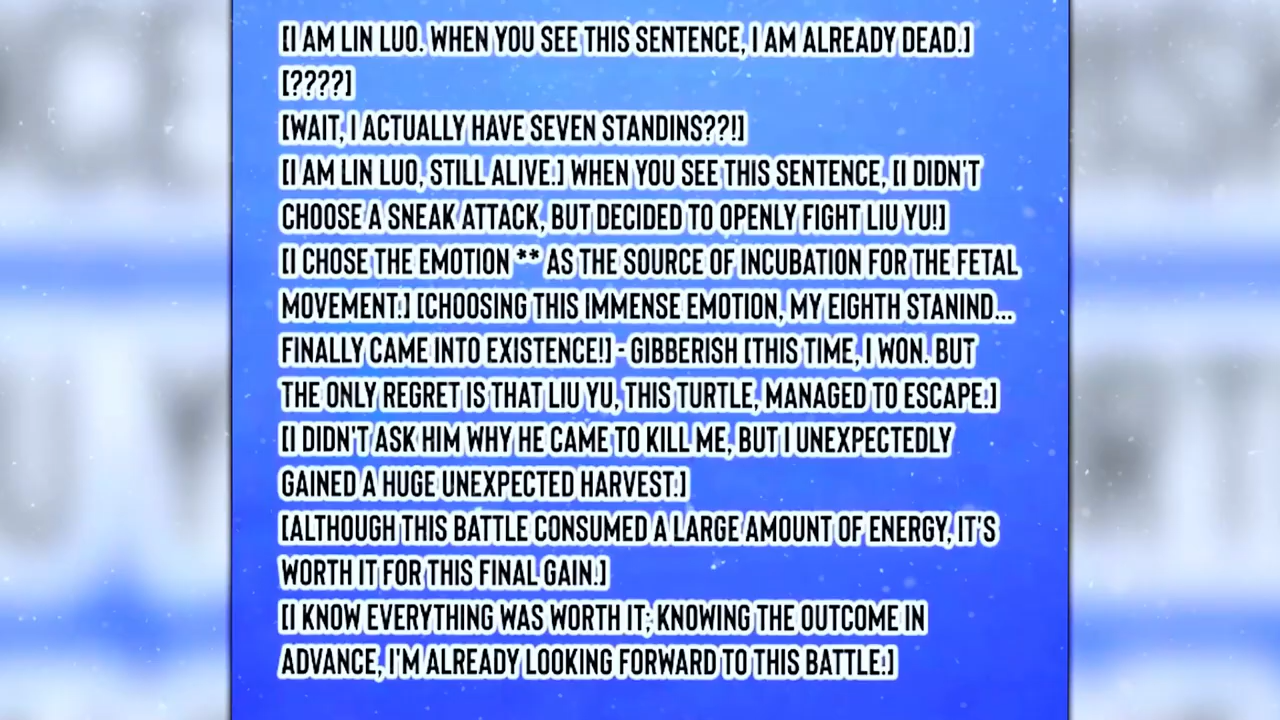 [I AM LIN LUO. WHEN YOU SEE THIS SENTENCE, I AM ALREADY DEAD.]
[????]
[WAIT, I ACTUALLY HAVE SEVEN STANDINS??!]
[I AM LIN LUO, STILL ALIVE.] WHEN YOU SEE THIS SENTENCE, [I DIDN'T
CHOOSE A SNEAK ATTACK, BUT DECIDED TO OPENLY FIGHT LIU YU!]
[I CHOSE THE EMOTION ** AS THE SOURCE OF INCUBATION FOR THE FETAL
MOVEMENT.] [CHOOSING THIS IMMENSE EMOTION, MY EIGHTH STANIND...
FINALLY CAME INTO EXISTENCE!] - GIBBERISH [THIS TIME, I WON. BUT
THE ONLY REGRET IS THAT LIU YU, THIS TURTLE, MANAGED TO ESCAPE.]
[I DIDN'T ASK HIM WHY HE CAME TO KILL ME, BUT I UNEXPECTEDLY
GAINED A HUGE UNEXPECTED HARVEST.]
[ALTHOUGH THIS BATTLE CONSUMED A LARGE AMOUNT OF ENERGY, IT'S
WORTH IT FOR THIS FINAL GAIN.]
[I KNOW EVERYTHING WAS WORTH IT; KNOWING THE OUTCOME IN
ADVANCE, I'M ALREADY LOOKING FORWARD TO THIS BATTLE.]